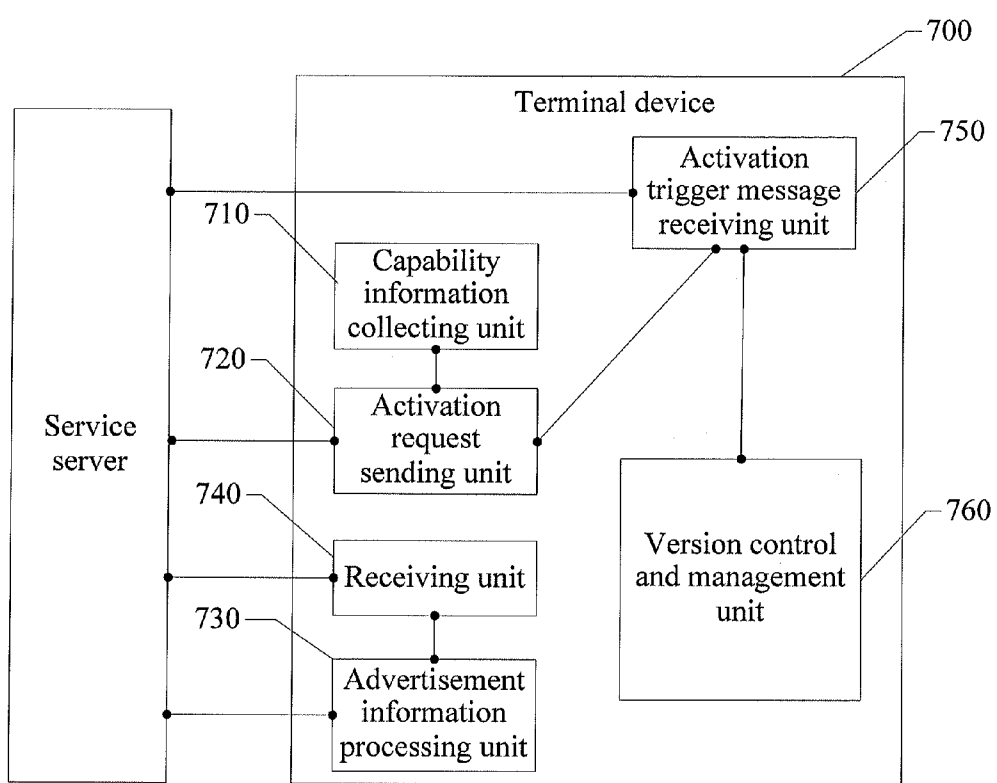 700
Terminal device
750
Activation
trigger message
receiving unit
710
Capability
information
collecting unit
720
Activation
request
sending unit
Service
server
740
Receiving unit
760
Version control
and management
unit
730
Advertisement
information
processing unit